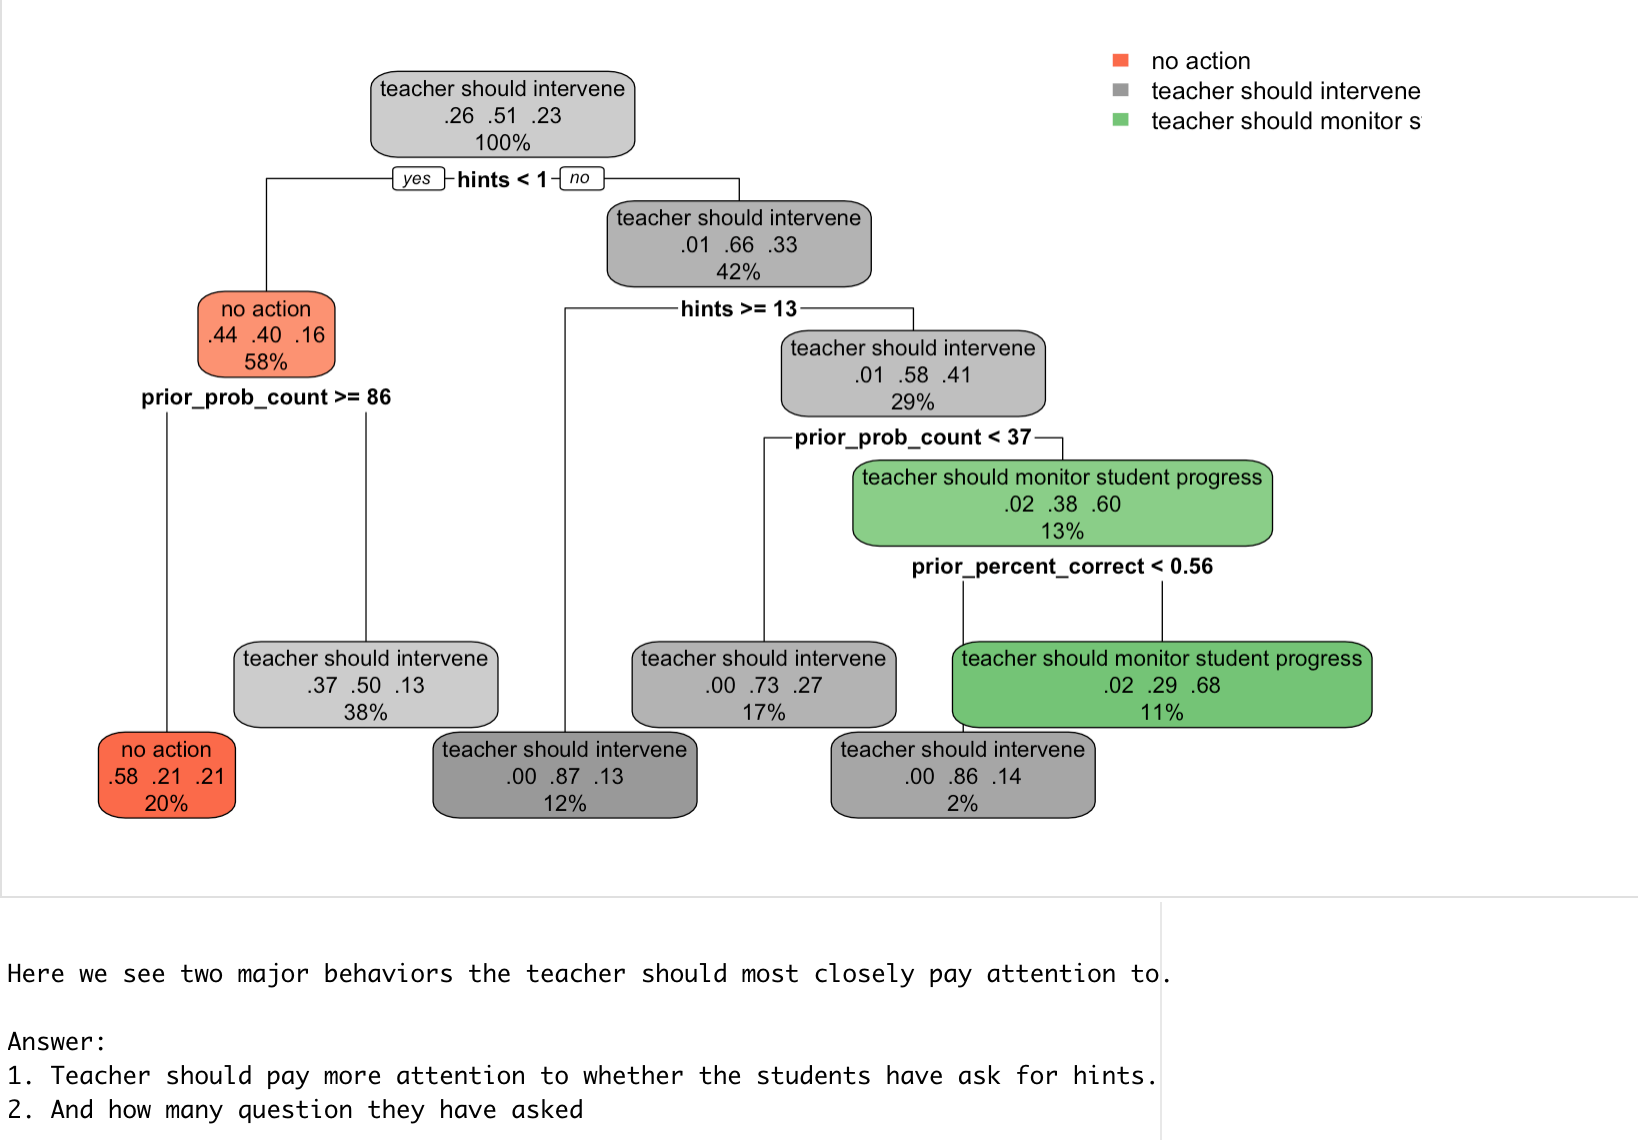 no action
teacher should intervene
teacher should monitor s
teacher should intervene
.26 .51 .23
100%
yes hints < 1 no
teacher should intervene
.01 .66 .33
42%
no action
.44 .40 .16
58%
hints >= 13
teacher should intervene
.01 .58 .41
29%
prior_prob_count >= 86
prior_prob_count < 37
teacher should monitor student progress
.02 .38 .60
13%
prior_percent_correct < 0.56
teacher should intervene
.37 .50 .13
38%
teacher should intervene
.00 .73 .27
17%
teacher should monitor student progress
.02 .29 .68
11%
no action
.58 .21 .21
20%
teacher should intervene
.00 .87 .13
12%
teacher should intervene
.00 .86 .14
2%
Here we see two major behaviors the teacher should most closely pay attention to.
Answer:
1. Teacher should pay more attention to whether the students have ask for hints.
2. And how many question they have asked